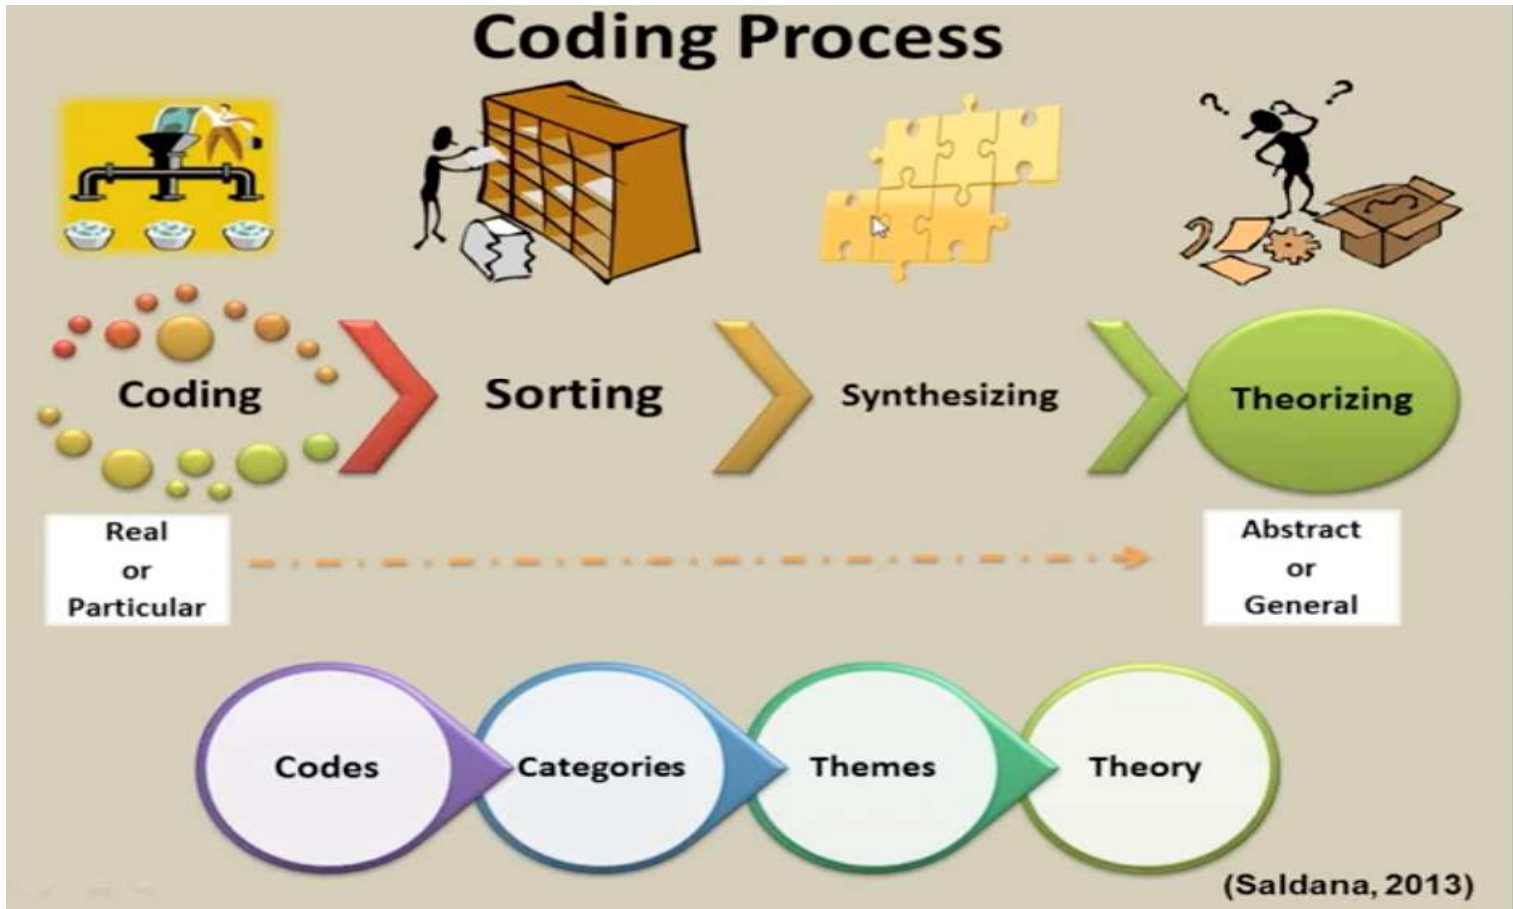 Coding Process
Coding
Sorting
Synthesizing
Theorizing
Real
or
Particular
Abstract
or
General
Codes
Categories
Themes
Theory
(Saldana, 2013)